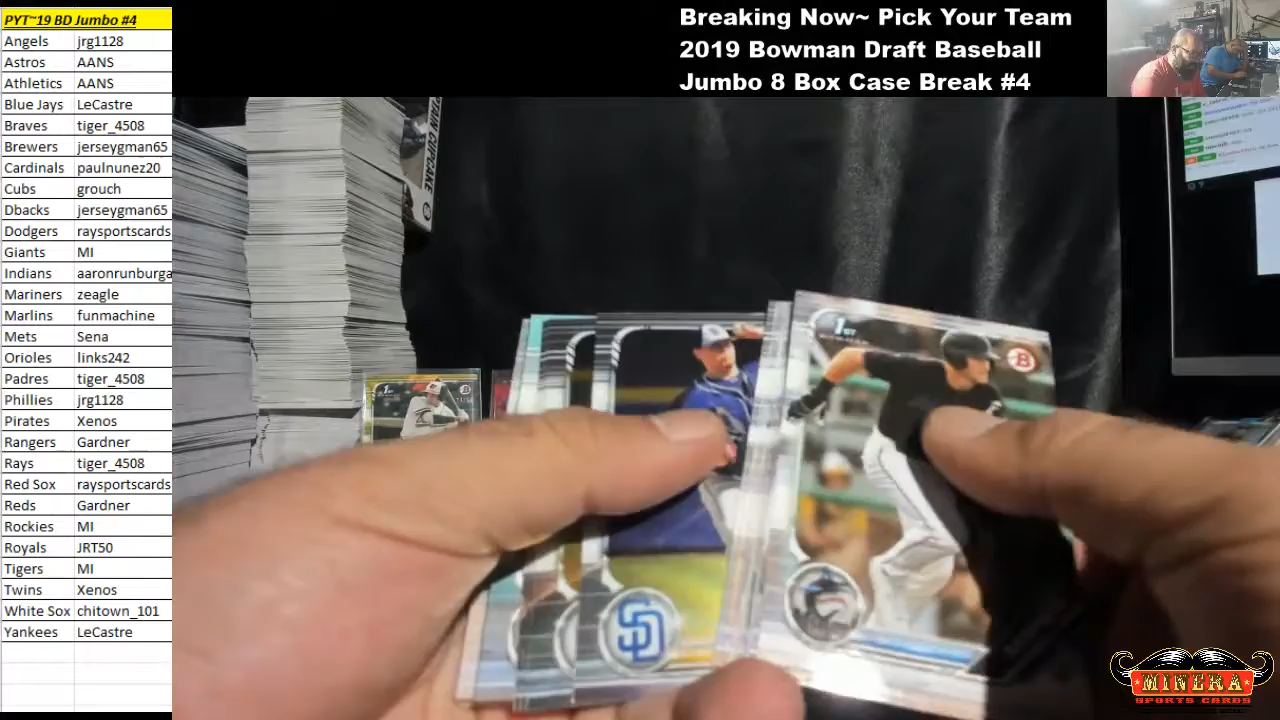 PYT~19 BD Jumbo #4
Angels jrg1128
Astros AANS
Athletics AANS
Blue Jays LeCastre
Braves tiger_4508
Brewers jerseygman65
Cardinals paulnunez20
Cubs grouch
Dbacks jerseygman65
Dodgers raysportscards
Giants MI
Indians aaronrunburga
Mariners zeagle
Marlins funmachine
Mets Sena
Orioles links242
Padres tiger_4508
Phillies jrg1128
Pirates Xenos
Rangers Gardner
Rays tiger_4508
Red Sox raysportscards
Reds Gardner
Rockies MI
Royals JRT50
Tigers MI
Twins Xenos
White Sox chitown_101
Yankees LeCastre
Breaking Now~ Pick Your Team
2019 Bowman Draft Baseball
Jumbo 8 Box Case Break #4
CUPCAKE
1ST
SD
MINERA
SPORTS CARDS